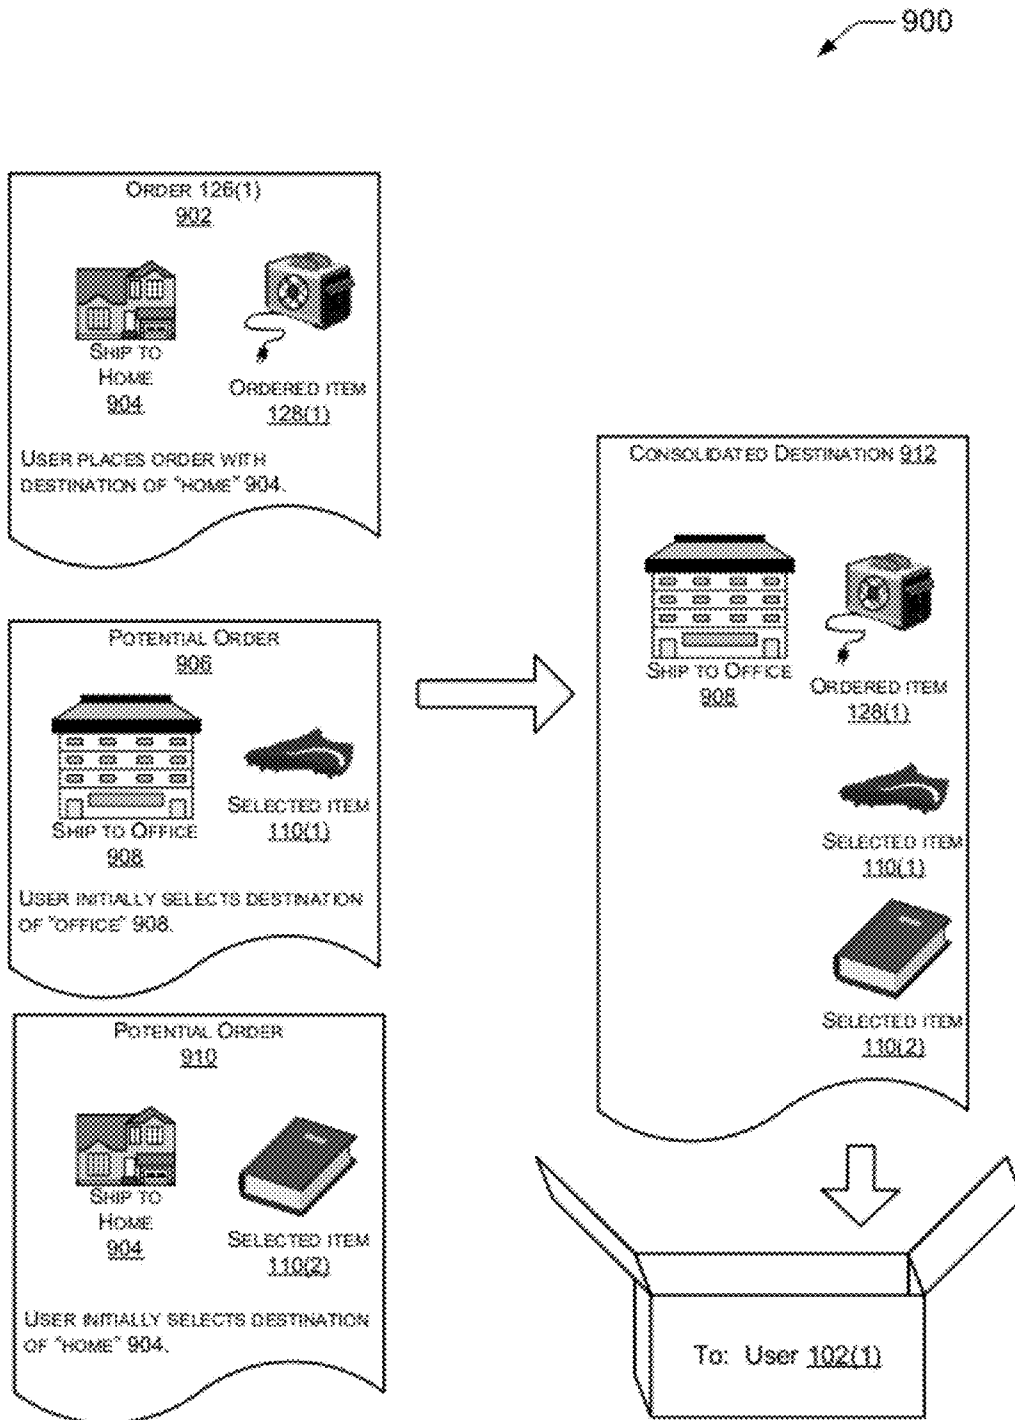 900
ORDER 126(1)
902
SHIP TO
HOME
904
ORDERED ITEM
128(1)
USER PLACES ORDER WITH
DESTINATION OF "HOME" 904.
POTENTIAL ORDER
906
SHIP TO OFFICE
908
SELECTED ITEM
110(1)
USER INITIALLY SELECTS DESTINATION
OF "OFFICE" 908.
POTENTIAL ORDER
910
SHIP TO
HOME
904
SELECTED ITEM
110(2)
USER INITIALLY SELECTS DESTINATION
OF "HOME" 904.
CONSOLIDATED DESTINATION 912
SHIP TO OFFICE
908
ORDERED ITEM
128(1)
SELECTED ITEM
110(1)
SELECTED ITEM
110(2)
To: User 102(1)